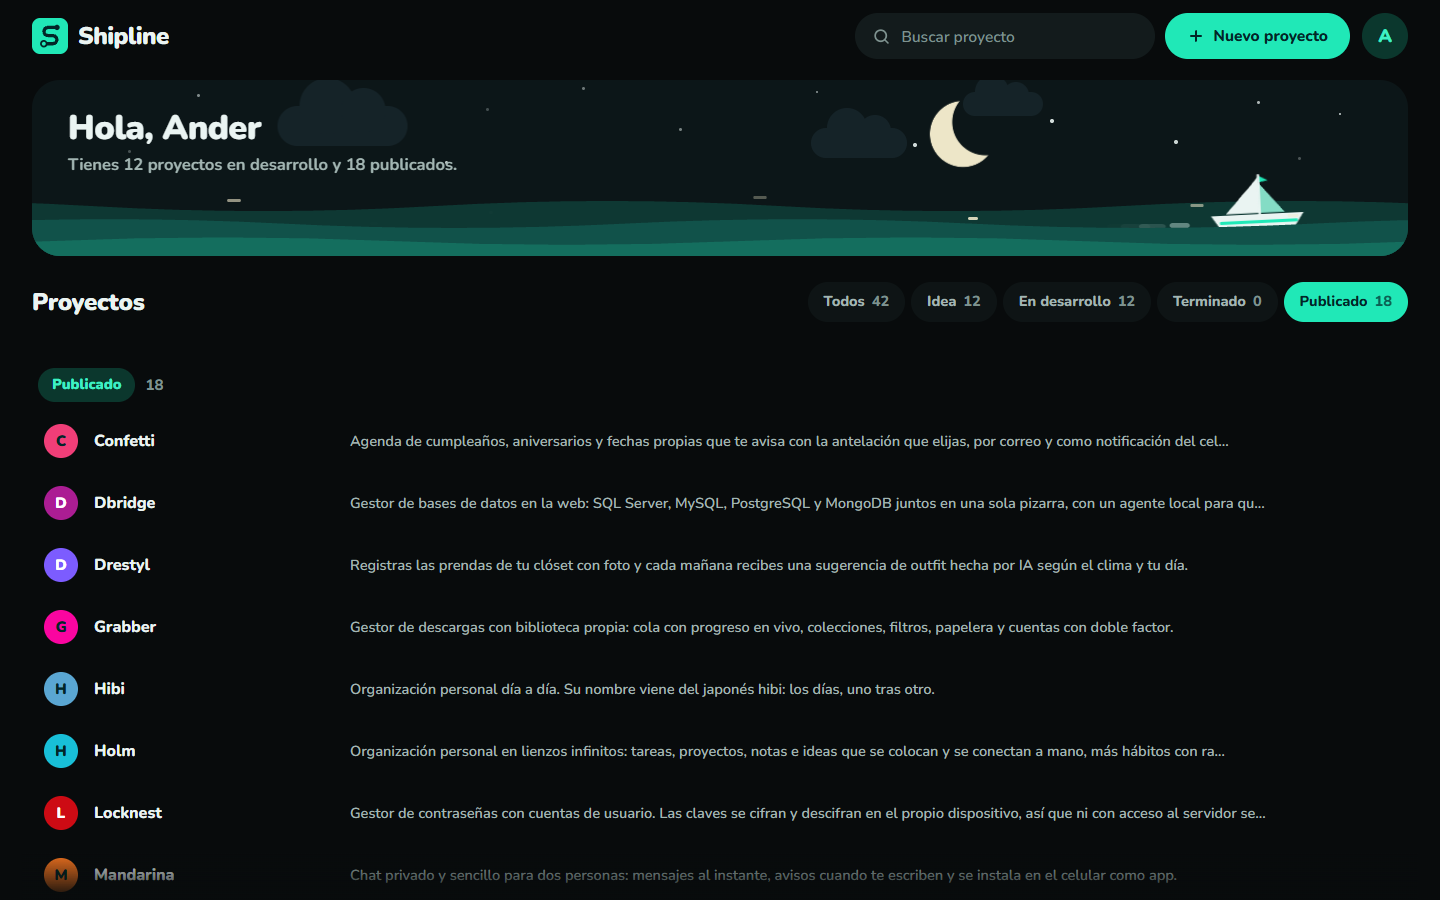 Shipline
Buscar proyecto
+ Nuevo proyecto
A
Hola, Ander
Tienes 12 proyectos en desarrollo y 18 publicados.
Proyectos
Todos 42
Idea 12
En desarrollo 12
Terminado 0
Publicado 18
Publicado 18
C Confetti Agenda de cumpleaños, aniversarios y fechas propias que te avisa con la antelación que elijas, por correo y como notificación del cel...
D Dbridge Gestor de bases de datos en la web: SQL Server, MySQL, PostgreSQL y MongoDB juntos en una sola pizarra, con un agente local para qu...
D Drestyl Registras las prendas de tu clóset con foto y cada mañana recibes una sugerencia de outfit hecha por IA según el clima y tu día.
G Grabber Gestor de descargas con biblioteca propia: cola con progreso en vivo, colecciones, filtros, papelera y cuentas con doble factor.
H Hibi Organización personal día a día. Su nombre viene del japonés hibi: los días, uno tras otro.
H Holm Organización personal en lienzos infinitos: tareas, proyectos, notas e ideas que se colocan y se conectan a mano, más hábitos con ra...
L Locknest Gestor de contraseñas con cuentas de usuario. Las claves se cifran y descifran en el propio dispositivo, así que ni con acceso al servidor se...
M Mandarina Chat privado y sencillo para dos personas: mensajes al instante, avisos cuando te escriben y se instala en el celular como app.